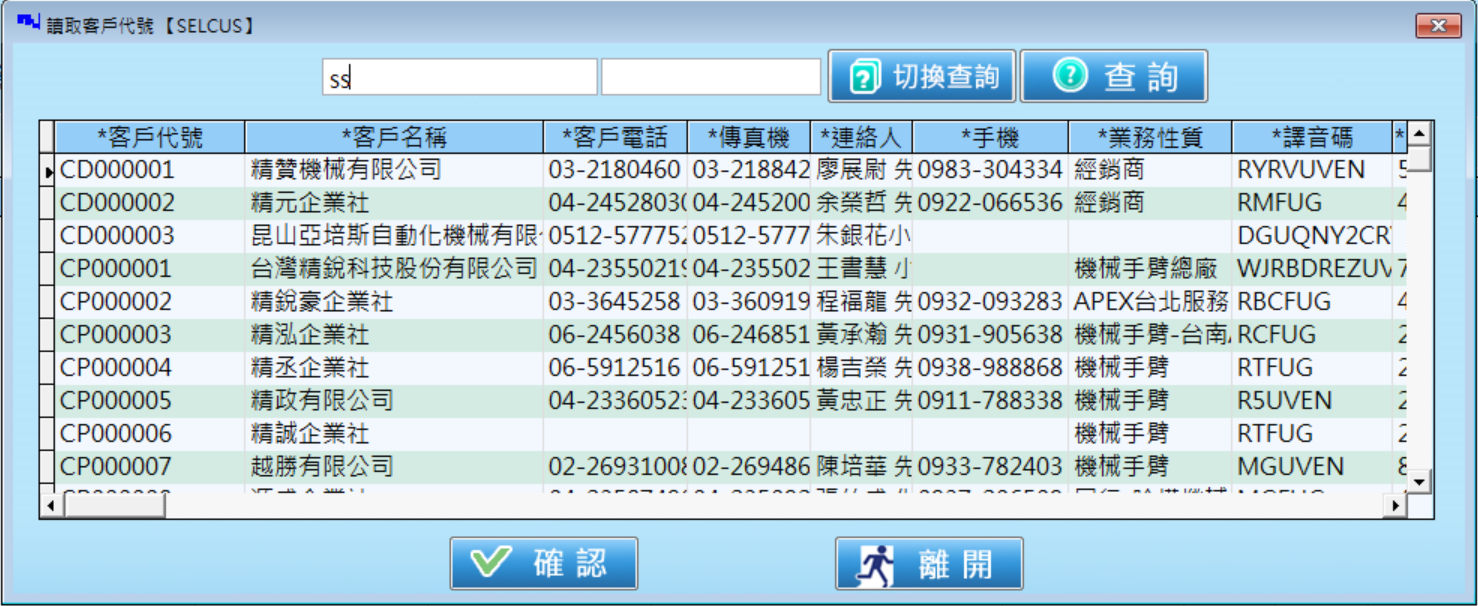 讀取客戶代號【SELCUS】
ss 切換查詢 查詢
*客戶代號 *客戶名稱 *客戶電話 *傳真機 *連絡人 *手機 *業務性質 *譯音碼 *
CD000001 精贊機械有限公司 03-2180460 03-218842 廖展尉 先 0983-304334 經銷商 RYRVUVEN
CD000002 精元企業社 04-2452803 04-245200 余榮哲 先 0922-066536 經銷商 RMFUG 4
CD000003 昆山亞培斯自動化機械有限 0512-57775 0512-5777 朱銀花小 DGUQNY2CR
CP000001 台灣精銳科技股份有限公司 04-2355021 04-235502 王書慧 小 機械手臂總廠 WJRBDREZUV 7
CP000002 精銳豪企業社 03-3645258 03-360919 程福龍 先 0932-093283 APEX台北服務 RBCFUG 4
CP000003 精泓企業社 06-2456038 06-246851 黃承瀚 先 0931-905638 機械手臂-台南 RCFUG 2
CP000004 精丞企業社 06-5912516 06-591251 楊吉榮 先 0938-988868 機械手臂 RTFUG 2
CP000005 精政有限公司 04-2336052 04-233605 黃忠正 先 0911-788338 機械手臂 R5UVEN 2
CP000006 精誠企業社 機械手臂 RTFUG 2
CP000007 越勝有限公司 02-2693100 02-269486 陳培華 先 0933-782403 機械手臂 MGUVEN 8
確認 離開